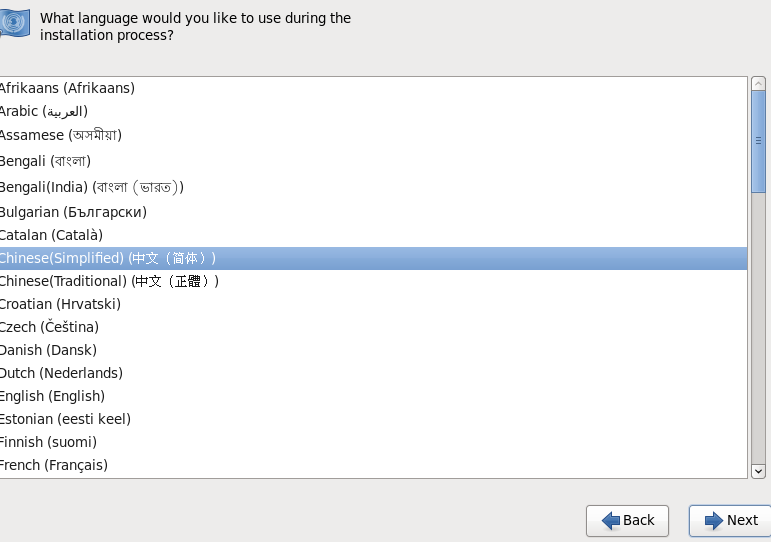 What language would you like to use during the
installation process?
Afrikaans (Afrikaans)
Arabic (العربية)
Assamese (অসমীয়া)
Bengali (বাংলা)
Bengali(India) (বাংলা (ভারত))
Bulgarian (Български)
Catalan (Català)
Chinese(Simplified) (中文（简体）)
Chinese(Traditional) (中文（正體）)
Croatian (Hrvatski)
Czech (Čeština)
Danish (Dansk)
Dutch (Nederlands)
English (English)
Estonian (eesti keel)
Finnish (suomi)
French (Français)
Back
Next